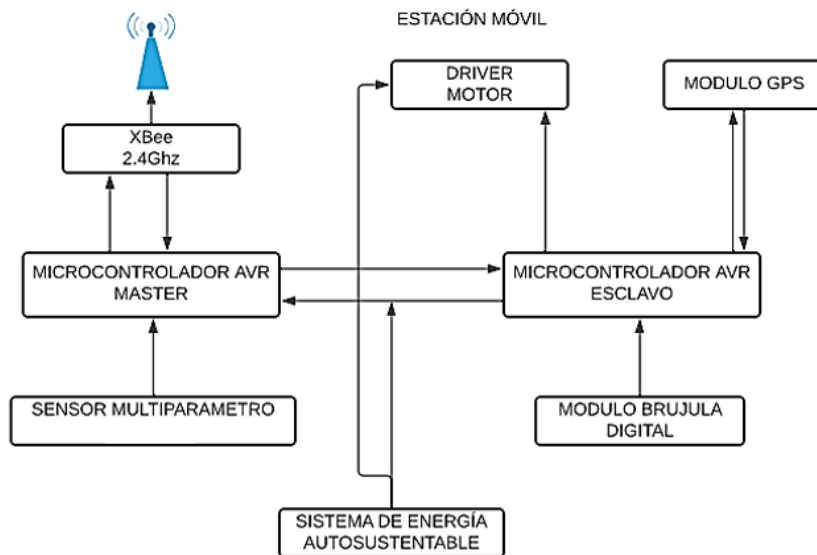 ESTACIÓN MÓVIL
DRIVER
MOTOR
MODULO GPS
XBee
2.4Ghz
MICROCONTROLADOR AVR
MASTER
MICROCONTROLADOR AVR
ESCLAVO
SENSOR MULTIPARAMETRO
MODULO BRUJULA
DIGITAL
SISTEMA DE ENERGÍA
AUTOSUSTENTABLE